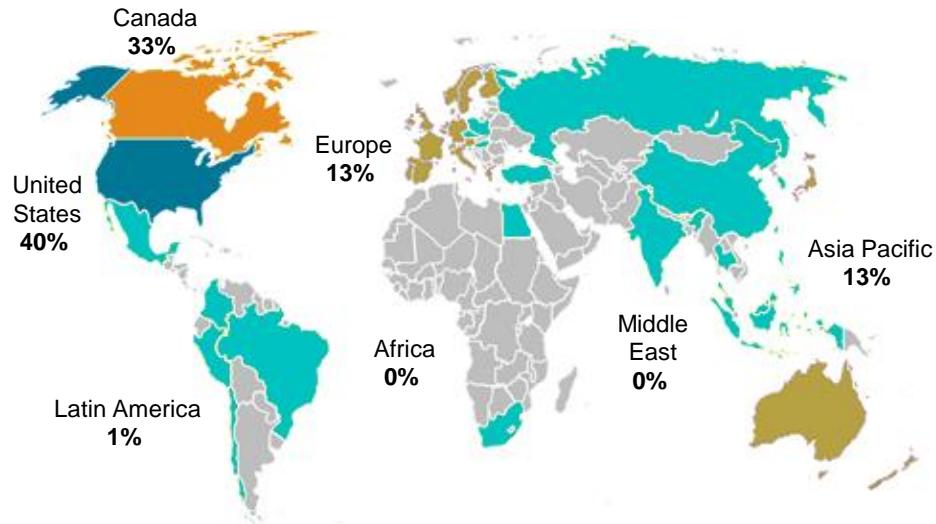 Canada
33%
Europe
13%
United
States
40%
Asia Pacific
13%
Middle
East
0%
Africa
0%
Latin America
1%